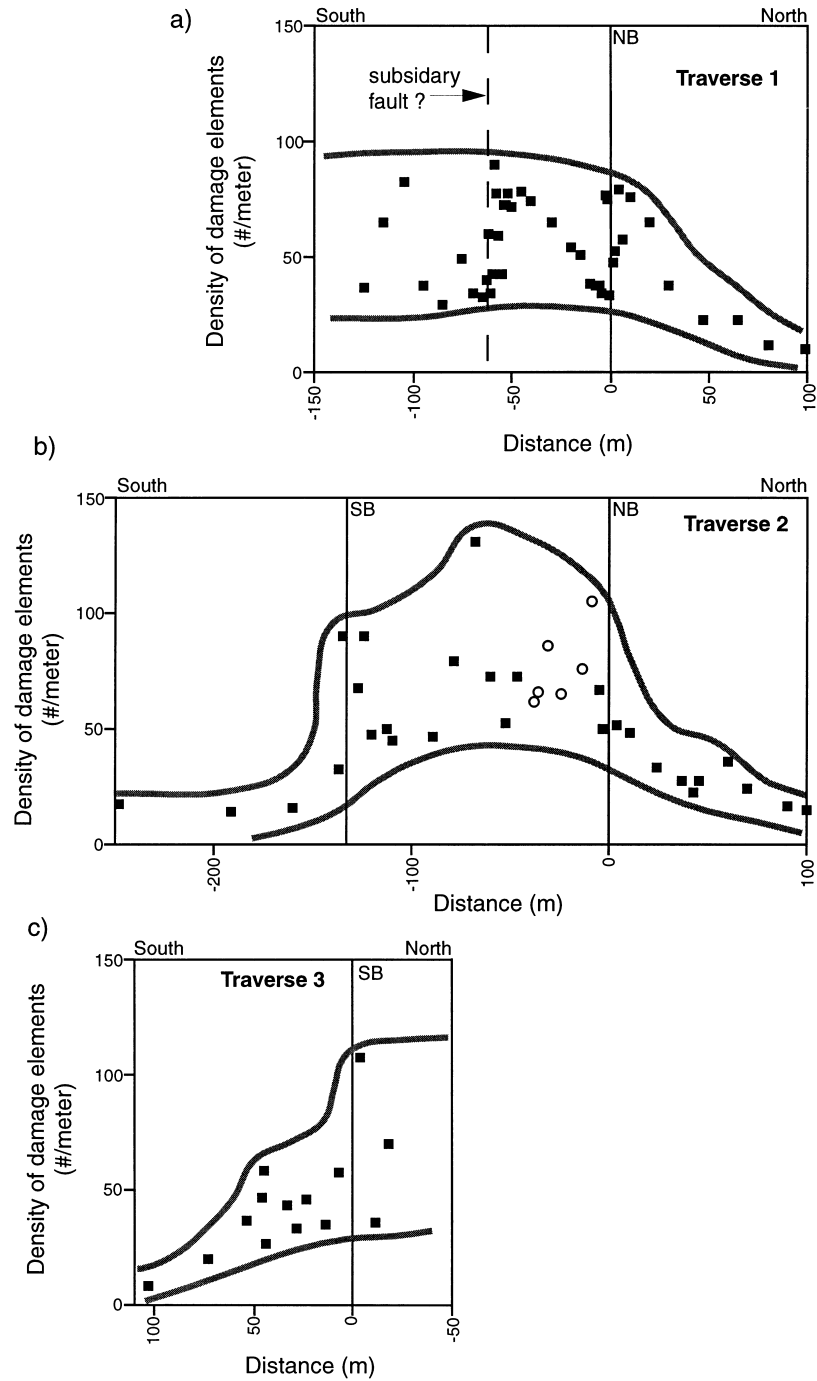 a)
South
North
150
NB
Traverse 1
subsidary
fault ?
100
50
0
Density of damage elements
(#/meter)
-150
-100
-50
0
50
100
Distance (m)
b)
South
North
150
SB
NB
Traverse 2
100
50
0
Density of damage elements
(#/meter)
-200
-100
0
100
Distance (m)
c)
South
North
150
Traverse 3
SB
100
50
0
Density of damage elements
(#/meter)
100
50
0
-50
Distance (m)